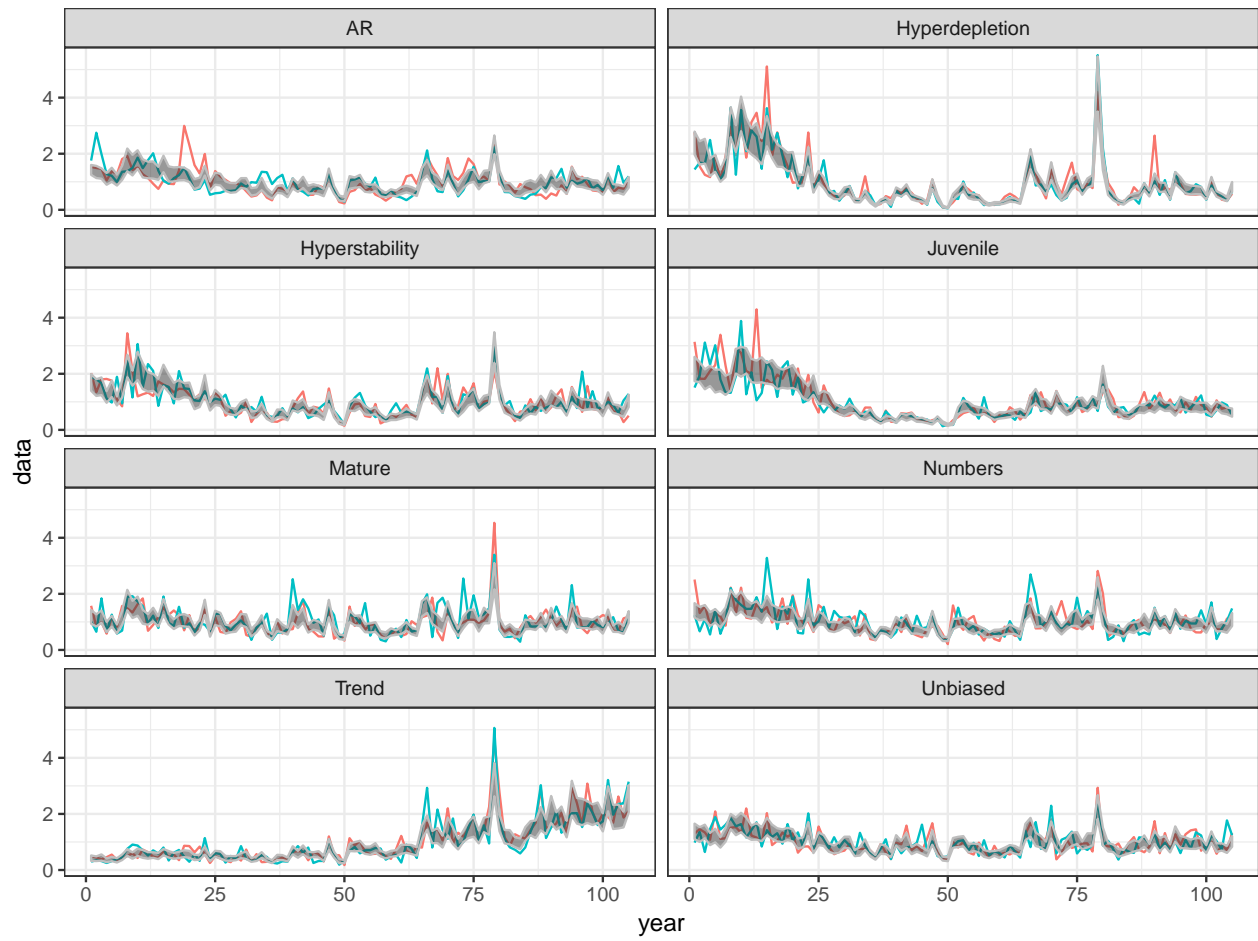 AR
Hyperdepletion
4
2
0
Hyperstability
Juvenile
4
2
0
data
Mature
Numbers
4
2
0
Trend
Unbiased
4
2
0
0 25 50 75 100 0 25 50 75 100
year